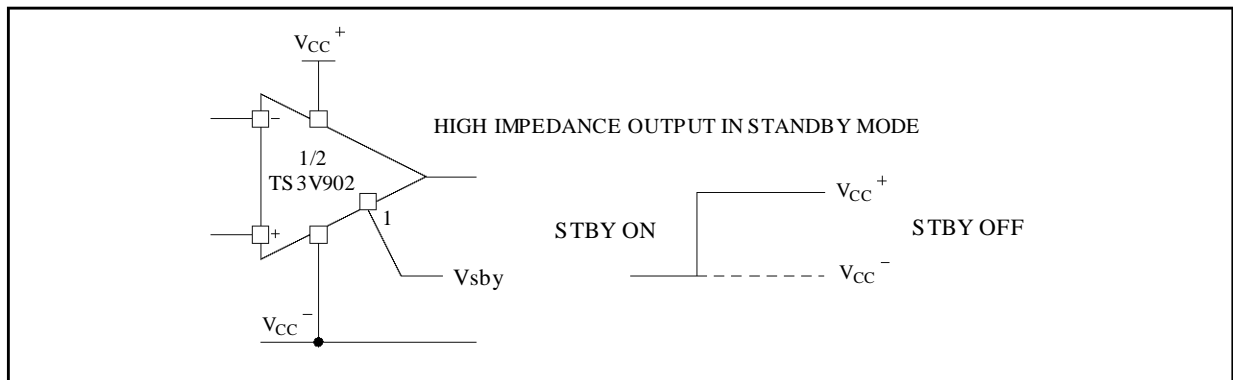 VCC +
−
HIGH IMPEDANCE OUTPUT IN STANDBY MODE
1/2
TS3V902
VCC +
1
+
STBY ON
STBY OFF
Vsby
VCC −
VCC −